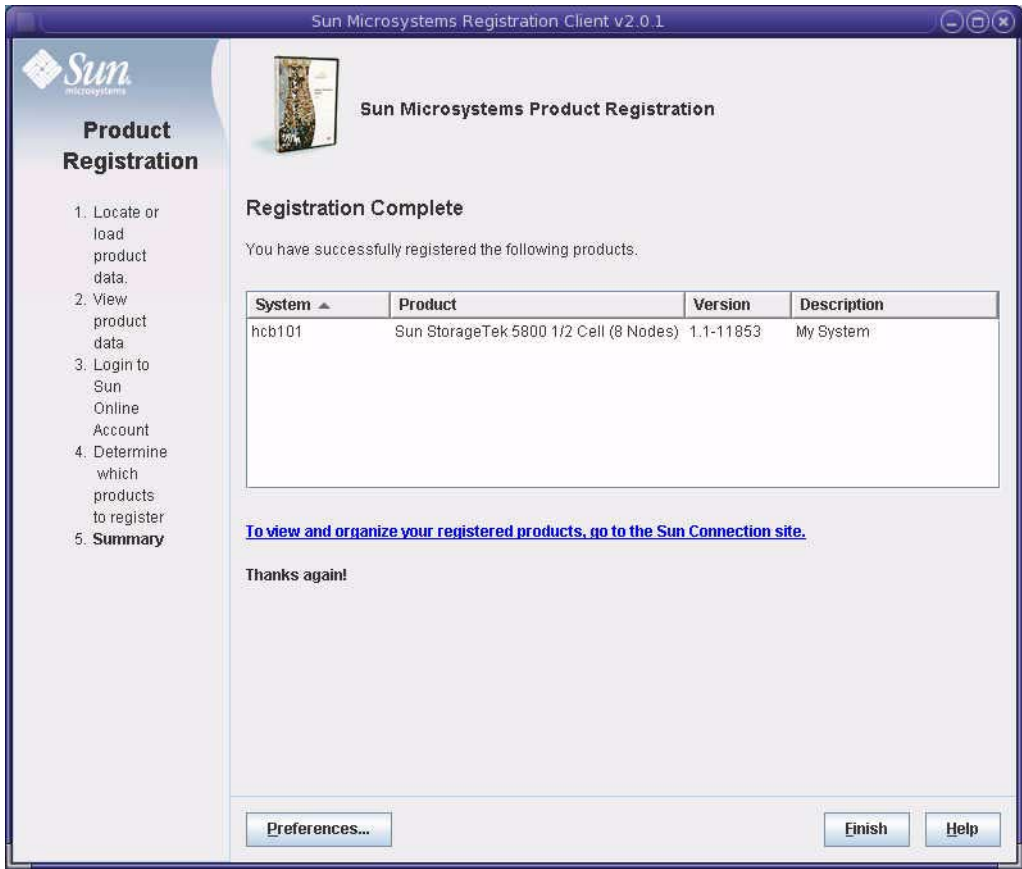 Sun Microsystems Registration Client v2.0.1
Sun
microsystems
Product
Registration
1. Locate or
load
product
data.
2. View
product
data
3. Login to
Sun
Online
Account
4. Determine
which
products
to register
5. Summary
Sun Microsystems Product Registration
Registration Complete
You have successfully registered the following products.
System Product Version Description
hcb101 Sun StorageTek 5800 1/2 Cell (8 Nodes) 1.1-11853 My System
To view and organize your registered products, go to the Sun Connection site.
Thanks again!
Preferences... Finish Help